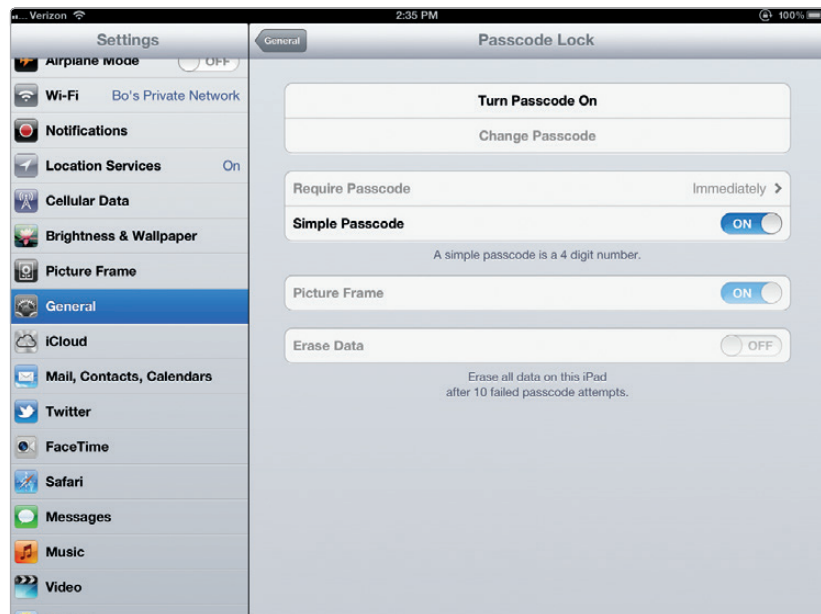 Verizon
2:35 PM
100%
Settings
General
Passcode Lock
Airplane Mode OFF
Wi-Fi Bo's Private Network
Notifications
Location Services On
Cellular Data
Brightness & Wallpaper
Picture Frame
General
iCloud
Mail, Contacts, Calendars
Twitter
FaceTime
Safari
Messages
Music
Video
Turn Passcode On
Change Passcode
Require Passcode Immediately
Simple Passcode ON
A simple passcode is a 4 digit number.
Picture Frame ON
Erase Data OFF
Erase all data on this iPad
after 10 failed passcode attempts.